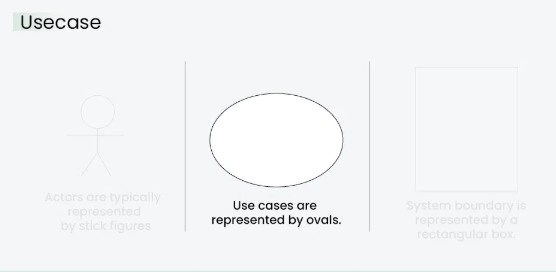 Usecase
Actors are typically
represented
by stick figures
Use cases are
represented by ovals.
System boundary is
represented by a
rectangular box.